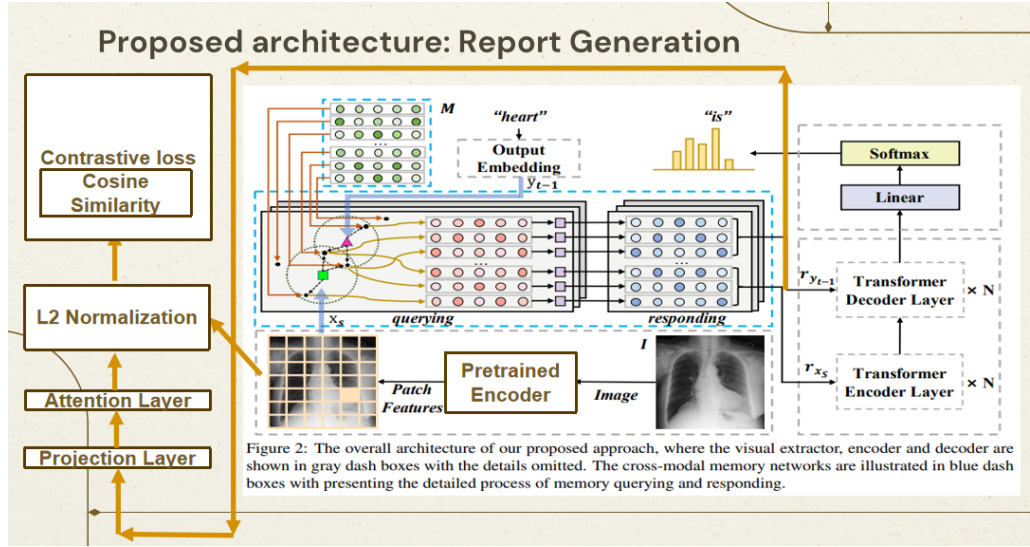 Proposed architecture: Report Generation
Contrastive loss
Cosine
Similarity
L2 Normalization
Attention Layer
Projection Layer
M
...
"heart"
Output
Embedding
y_{t-1}
"is"
Softmax
Linear
...
...
x_s
querying
responding
r_{y_{t-1}}
Transformer
Decoder Layer
× N
r_{x_S}
Transformer
Encoder Layer
× N
I
Patch
Features
Pretrained
Encoder
Image
Figure 2: The overall architecture of our proposed approach, where the visual extractor, encoder and decoder are
shown in gray dash boxes with the details omitted. The cross-modal memory networks are illustrated in blue dash
boxes with presenting the detailed process of memory querying and responding.